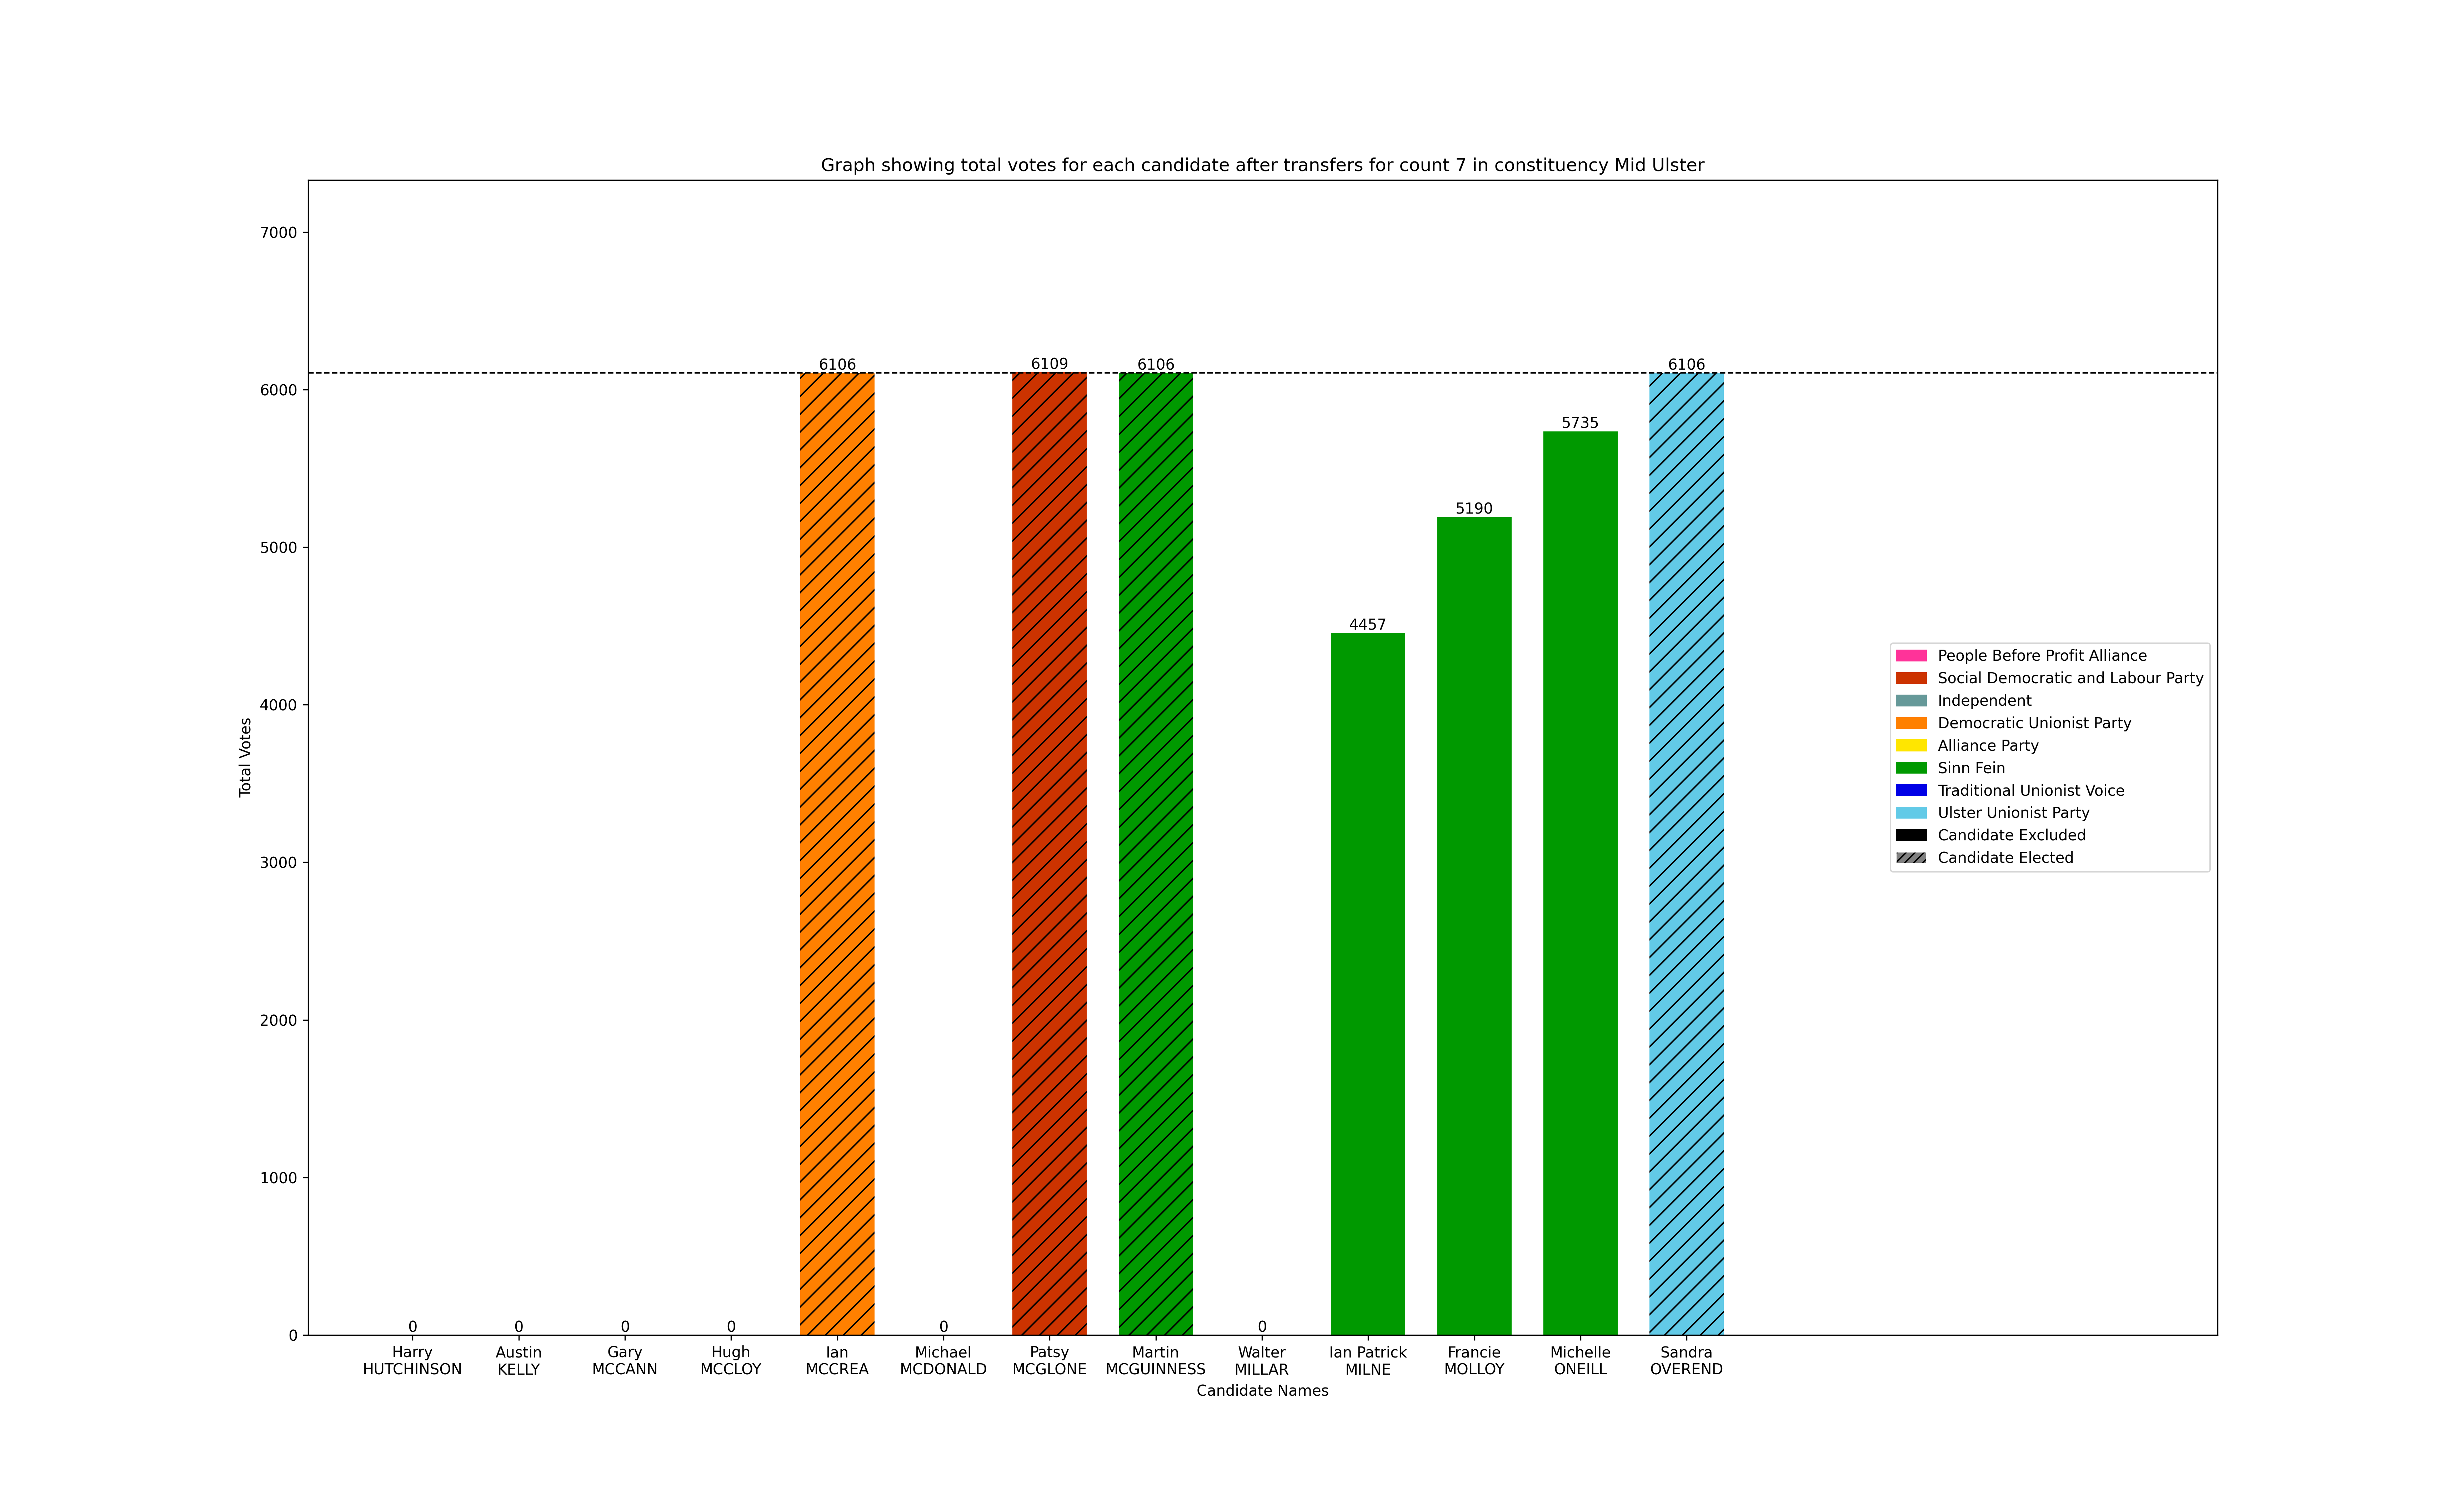 Graph showing total votes for each candidate after transfers for count 7 in constituency Mid Ulster
7000
6000
5000
4000
3000
2000
1000
0
Total Votes
6106
6109
6106
6106
5735
5190
4457
0
0
0
0
0
0
People Before Profit Alliance
Social Democratic and Labour Party
Independent
Democratic Unionist Party
Alliance Party
Sinn Fein
Traditional Unionist Voice
Ulster Unionist Party
Candidate Excluded
Candidate Elected
Harry
HUTCHINSON
Austin
KELLY
Gary
MCCANN
Hugh
MCCLOY
Ian
MCCREA
Michael
MCDONALD
Patsy
MCGLONE
Martin
MCGUINNESS
Walter
MILLAR
Ian Patrick
MILNE
Francie
MOLLOY
Michelle
ONEILL
Sandra
OVEREND
Candidate Names